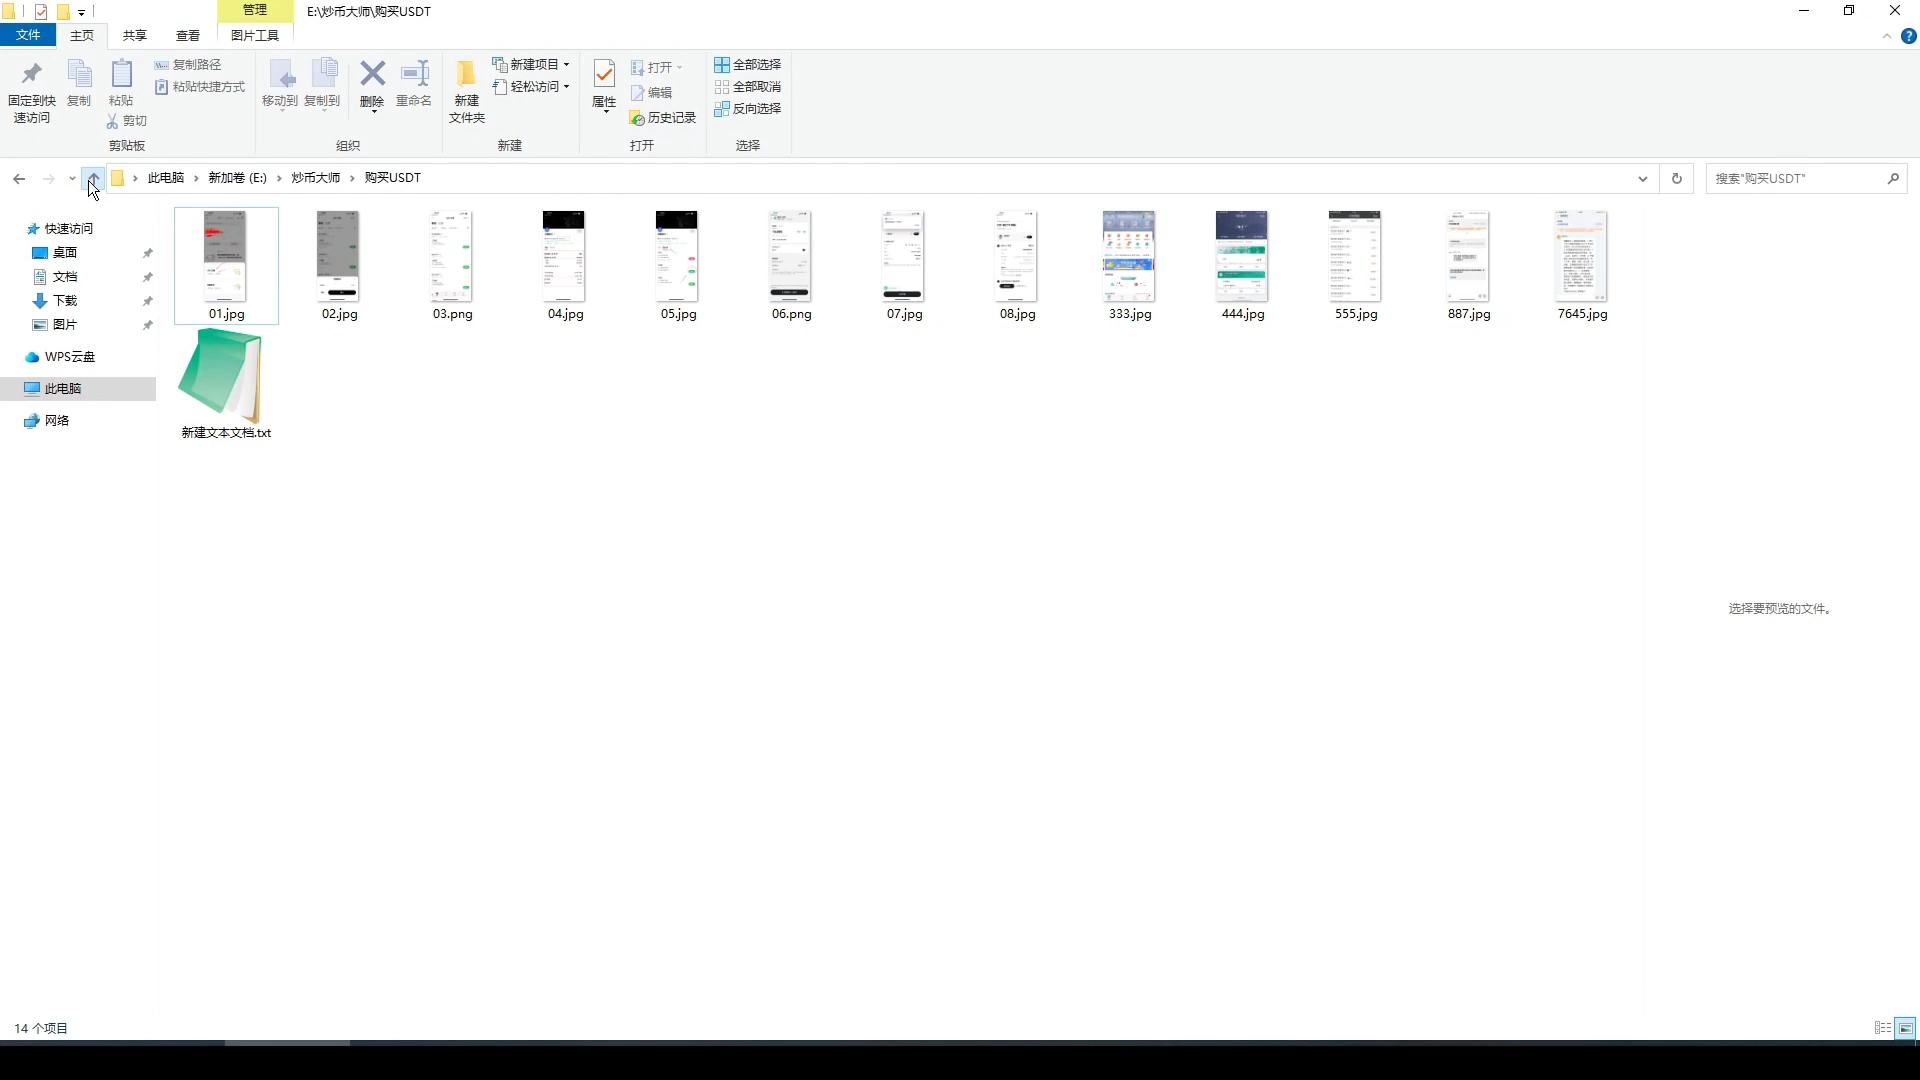 管理
E:\炒币大师\购买USDT
文件
主页
共享
查看
图片工具
固定到快
速访问
复制
粘贴
复制路径
粘贴快捷方式
剪切
剪贴板
移动到
复制到
删除
重命名
组织
新建
文件夹
新建项目
轻松访问
新建
属性
打开
编辑
历史记录
打开
全部选择
全部取消
反向选择
选择
此电脑 › 新加卷 (E:) › 炒币大师 › 购买USDT
搜索"购买USDT"
快速访问
桌面
文档
下载
图片
WPS云盘
此电脑
网络
01.jpg
02.jpg
03.png
04.jpg
05.jpg
06.png
07.jpg
08.jpg
333.jpg
444.jpg
555.jpg
887.jpg
7645.jpg
新建文本文档.txt
选择要预览的文件。
14 个项目